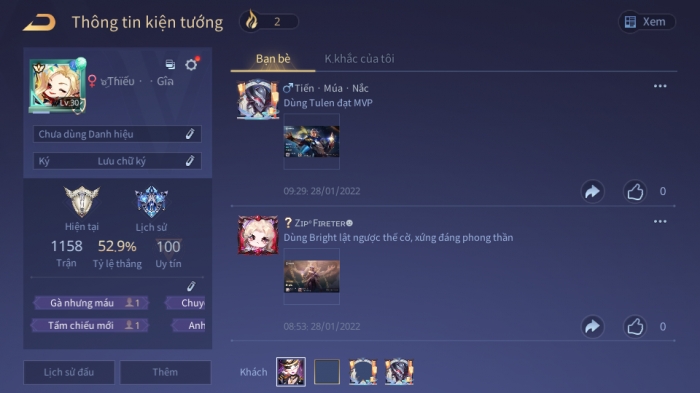 Thông tin kiện tướng
2
Xem
Bạn bè
K.khắc của tôi
Thiếu · · Gia
Lv.30
Chưa dùng Danh hiệu
Ký Lưu chữ ký
Hiện tại
Lịch sử
1158
52.9%
100
Trận
Tỷ lệ thắng
Uy tín
Gà nhưng máu 1
Chuy
Tấm chiếu mới 1
Anh
Lịch sử đấu
Thêm
Tiến · Múa · Nắc
Dùng Tulen đạt MVP
09:29: 28/01/2022
0
? Zɪᴘ°Fɪʀᴇᴛᴇʀ☻
Dùng Bright lật ngược thế cờ, xứng đáng phong thần
08:53: 28/01/2022
0
Khách